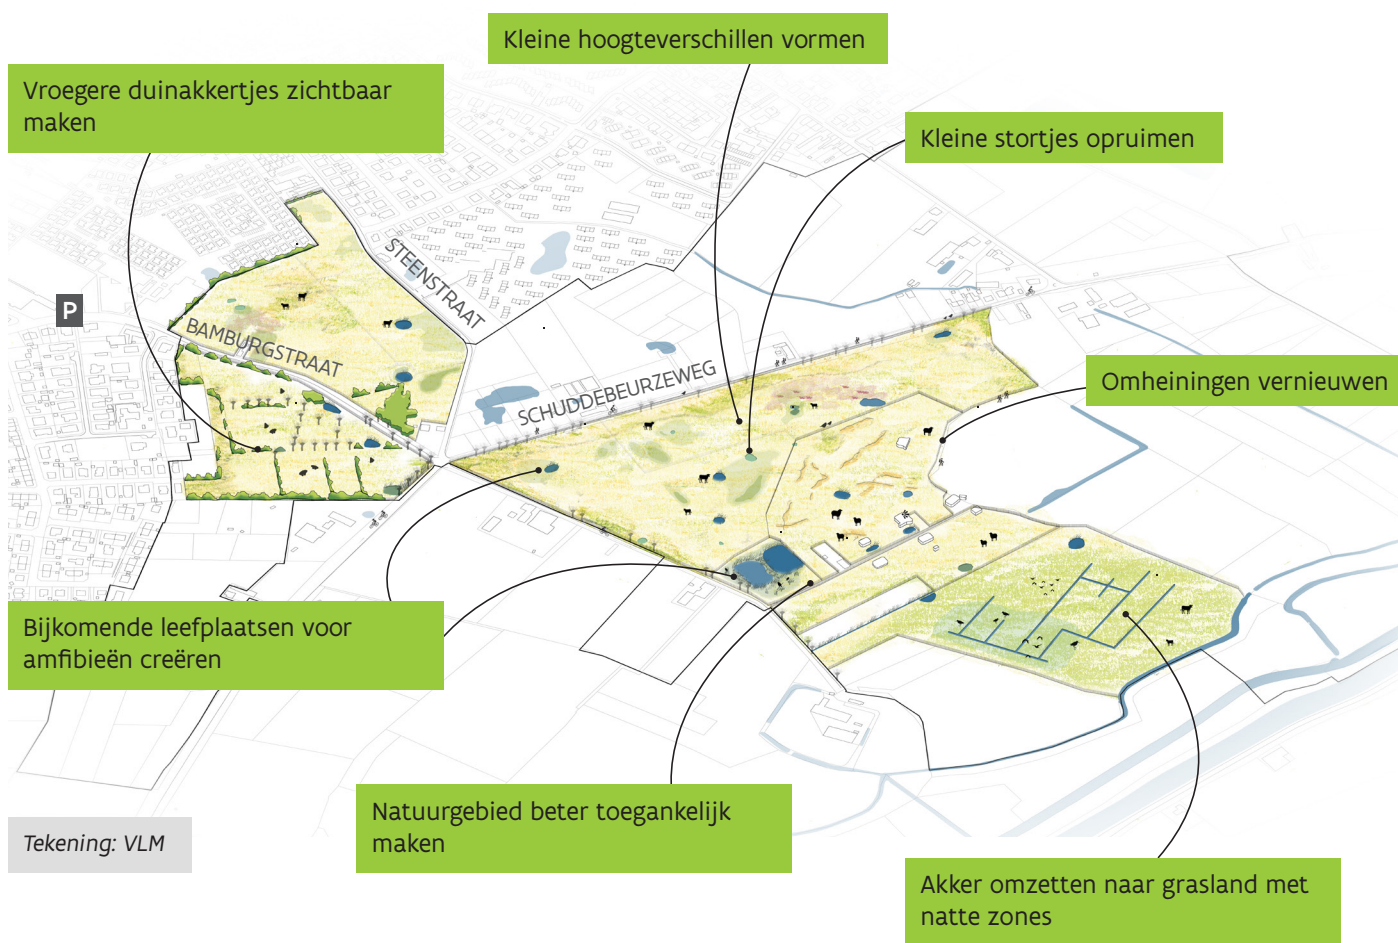 Kleine hoogteverschillen vormen
Vroegere duinakkertjes zichtbaar
maken
Kleine stortjes opruimen
STEENSTRAAT
P
BAMBURGSTRAAT
SCHUDDEBEURZEWEG
Omheiningen vernieuwen
Bijkomende leefplaatsen voor
amfibieën creëren
Natuurgebied beter toegankelijk
maken
Tekening: VLM
Akker omzetten naar grasland met
natte zones